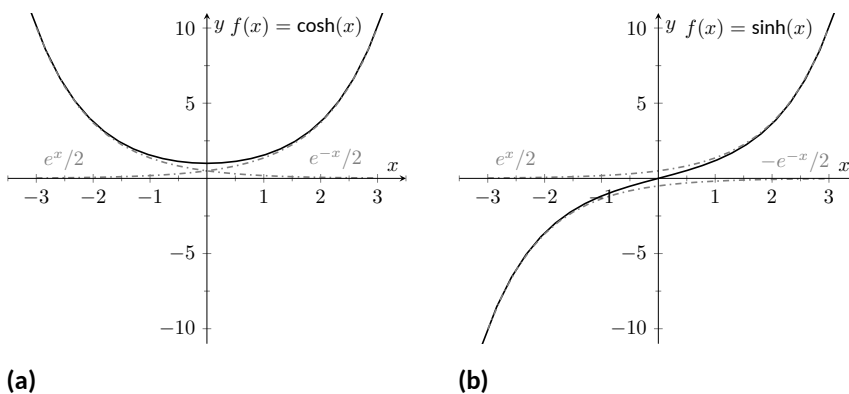 y f(x) = cosh(x)
10
5
e^x/2
e^{-x}/2
x
−3 −2 −1 1 2 3
−5
−10
(a)
y f(x) = sinh(x)
10
5
e^x/2
−e^{-x}/2
x
−3 −2 −1 1 2 3
−5
−10
(b)